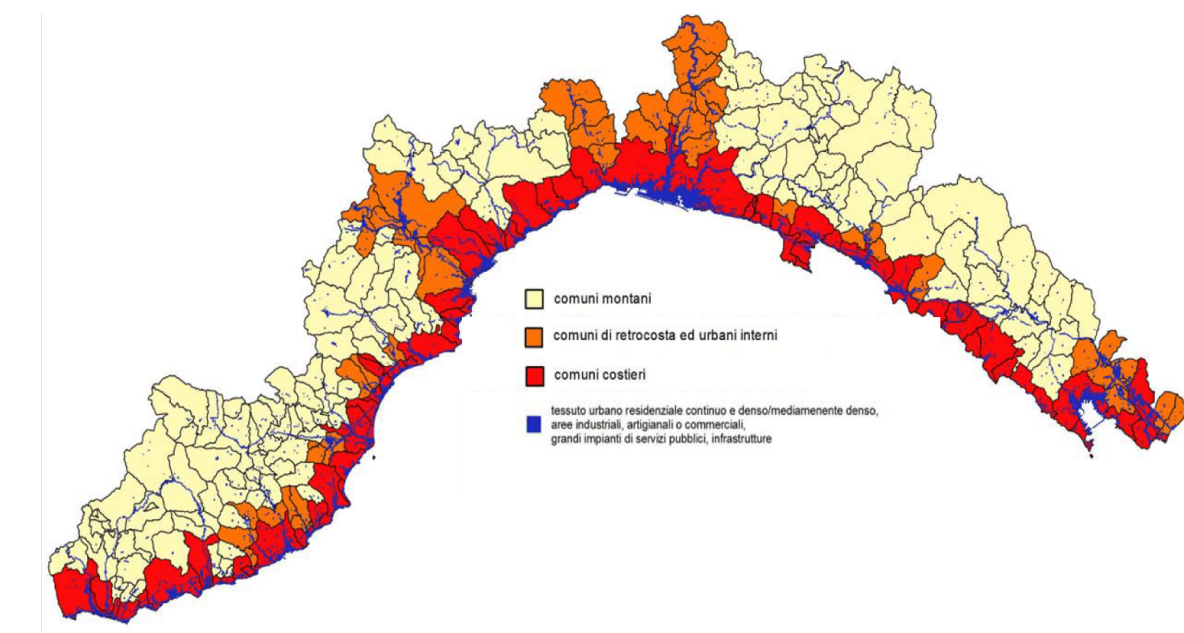 comuni montani
comuni di retrocosta ed urbani interni
comuni costieri
tessuto urbano residenziale continuo e denso/mediamenente denso,
aree industriali, artigianali o commerciali,
grandi impianti di servizi pubblici, infrastrutture